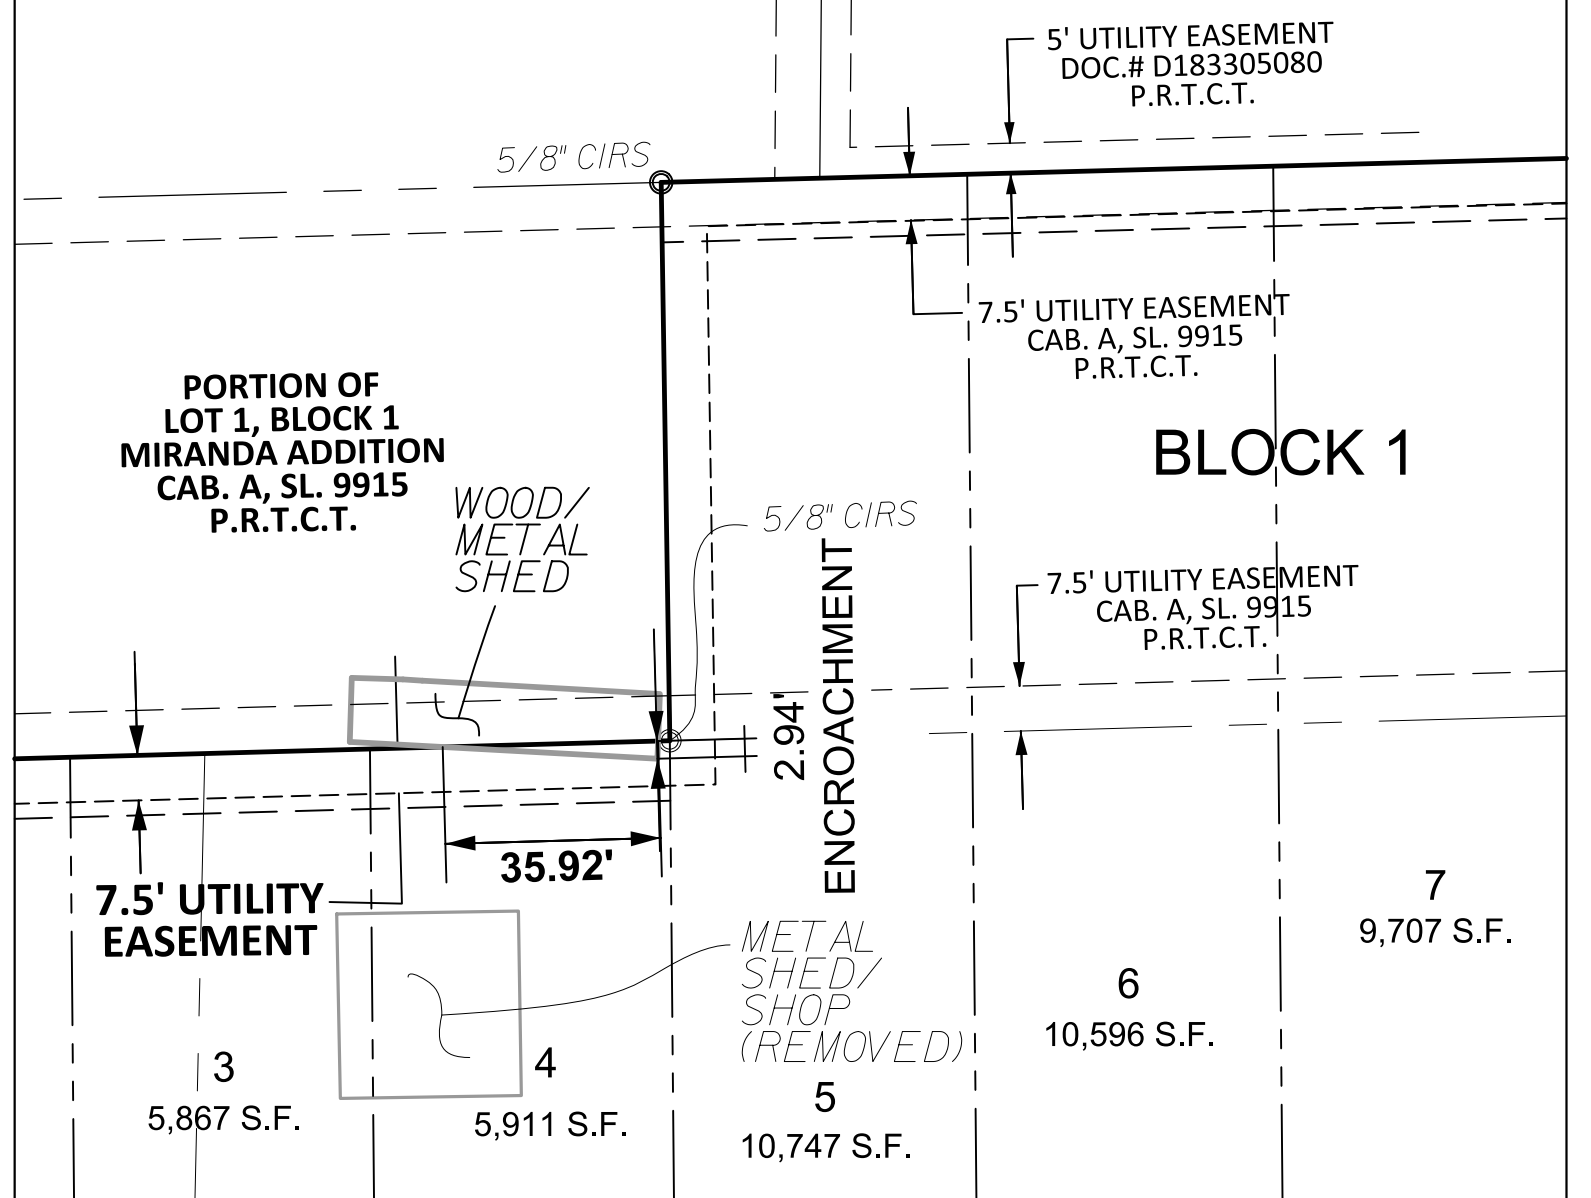 5' UTILITY EASEMENT
DOC.# D183305080
P.R.T.C.T.
5/8" CIRS
7.5' UTILITY EASEMENT
CAB. A, SL. 9915
P.R.T.C.T.
PORTION OF
LOT 1, BLOCK 1
MIRANDA ADDITION
CAB. A, SL. 9915
P.R.T.C.T.
BLOCK 1
WOOD/
METAL
SHED
5/8" CIRS
7.5' UTILITY EASEMENT
CAB. A, SL. 9915
P.R.T.C.T.
2.94'
ENCROACHMENT
35.92'
7.5' UTILITY
EASEMENT
METAL
SHED/
SHOP
(REMOVED)
3
5,867 S.F.
4
5,911 S.F.
5
10,747 S.F.
6
10,596 S.F.
7
9,707 S.F.